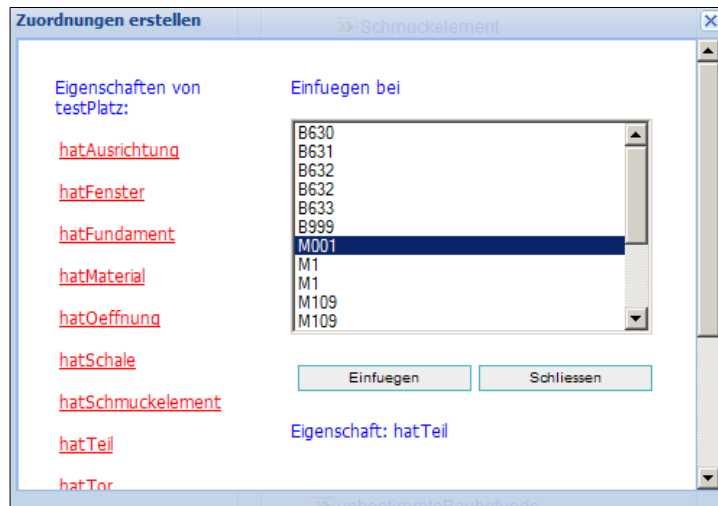 Zuordnungen erstellen
Schmuckelement
Eigenschaften von
testPlatz:
hatAusrichtung
hatFenster
hatFundament
hatMaterial
hatOeffnung
hatSchale
hatSchmuckelement
hatTeil
hatTor
Einfuegen bei
B630
B631
B632
B632
B633
B999
M001
M1
M1
M109
M109
Einfuegen
Schliessen
Eigenschaft: hatTeil